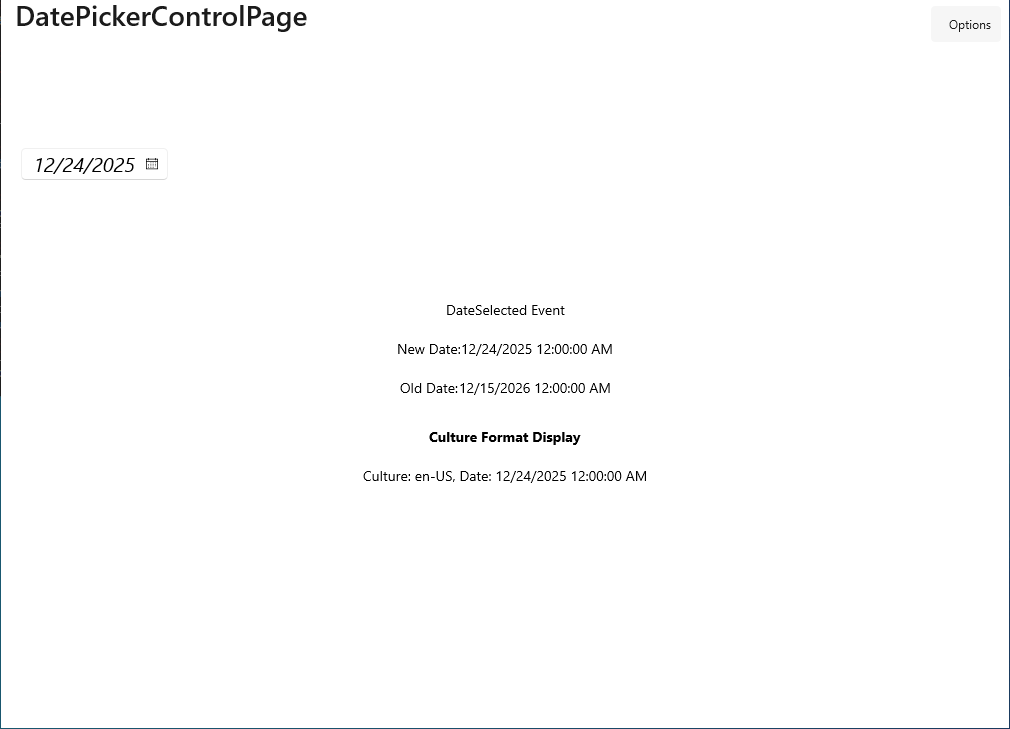 DatePickerControlPage
Options
12/24/2025
DateSelected Event
New Date:12/24/2025 12:00:00 AM
Old Date:12/15/2026 12:00:00 AM
Culture Format Display
Culture: en-US, Date: 12/24/2025 12:00:00 AM